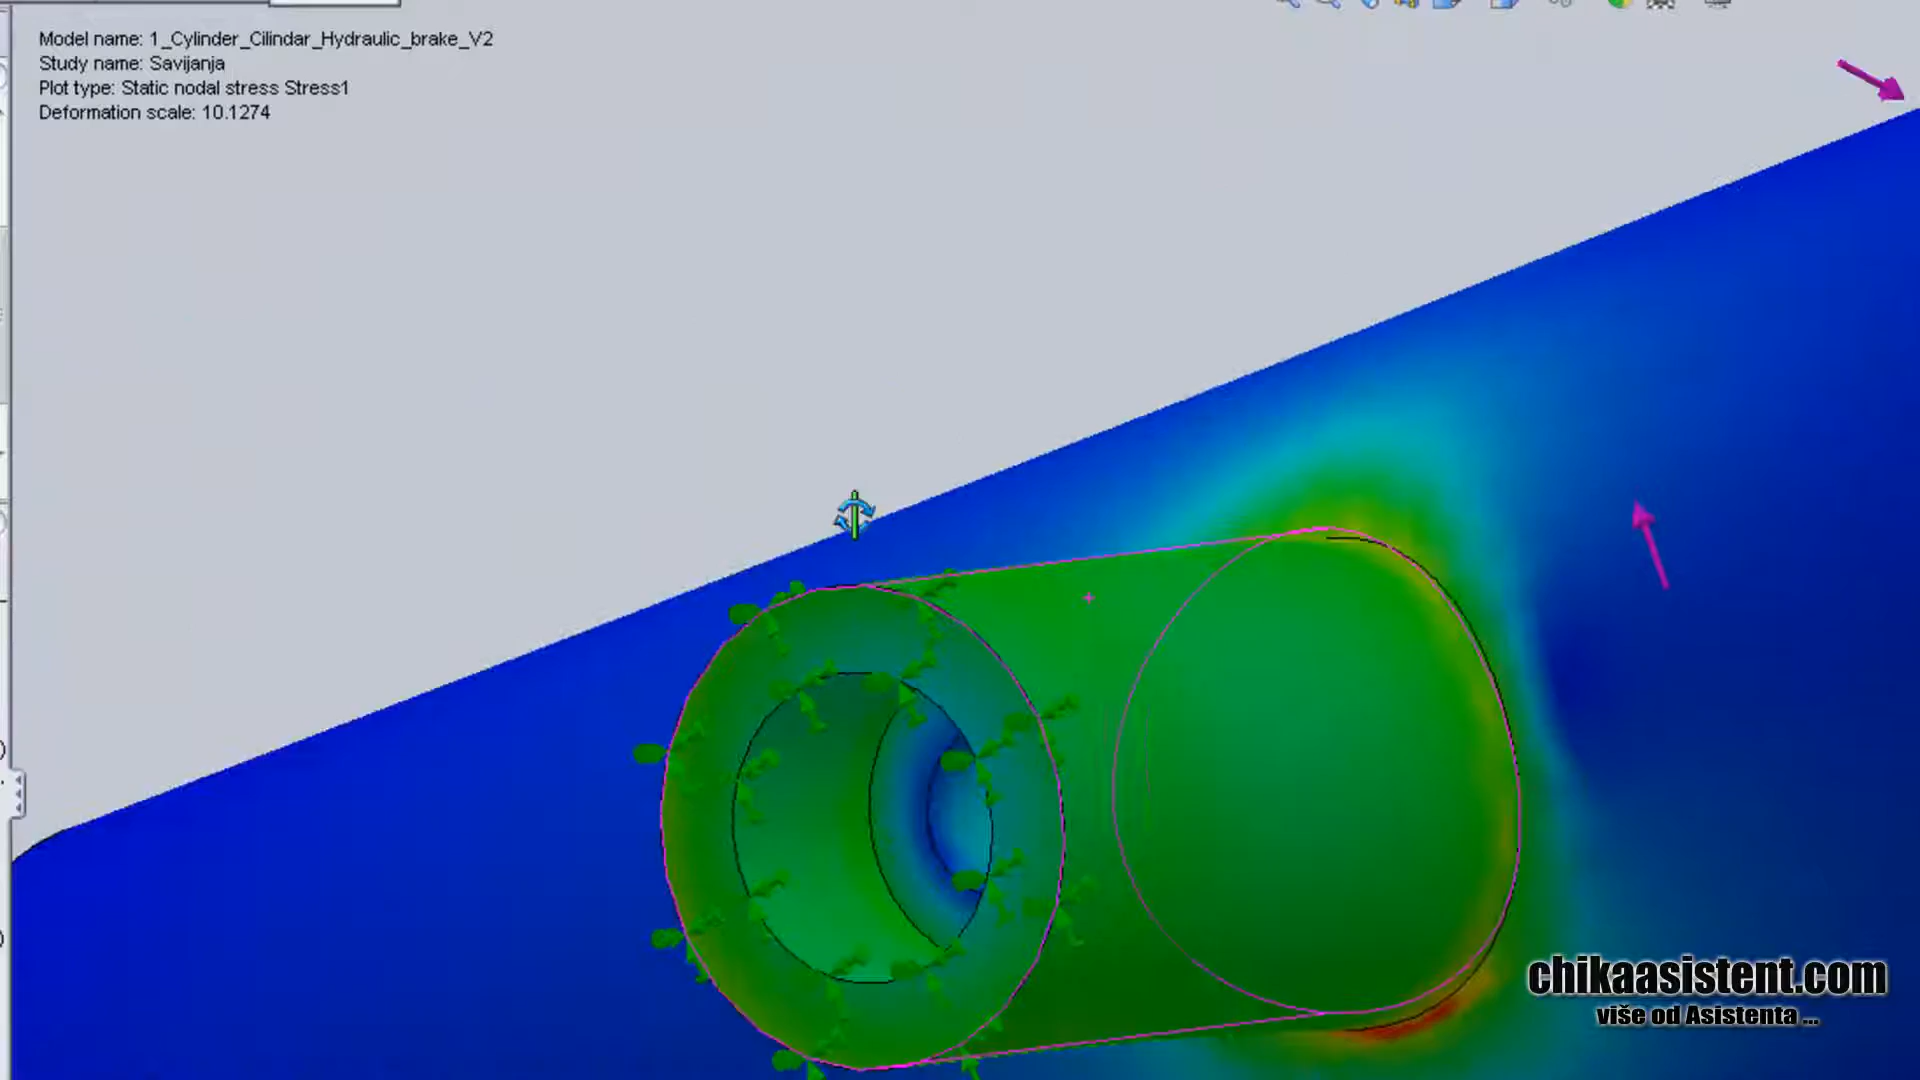 Model name: 1_Cylinder_Cilindar_Hydraulic_brake_V2
Study name: Savijanja
Plot type: Static nodal stress Stress1
Deformation scale: 10.1274
chikaasistent.com
više od Asistenta ...